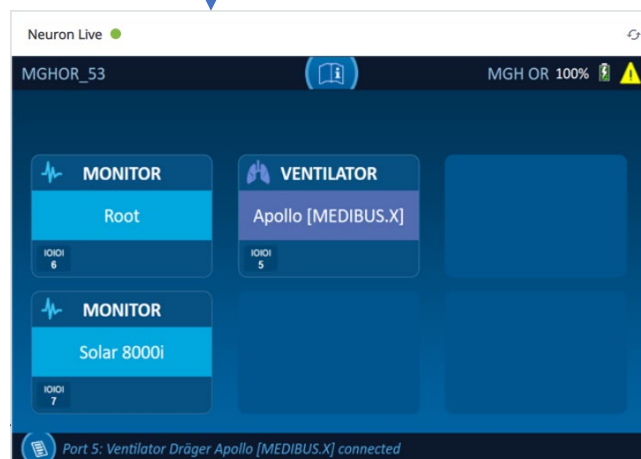 Neuron Live
MGHOR_53
MGH OR 100%
MONITOR
Root
IOIOI
6
VENTILATOR
Apollo [MEDIBUS.X]
IOIOI
5
MONITOR
Solar 8000i
IOIOI
7
Port 5: Ventilator Dräger Apollo [MEDIBUS.X] connected